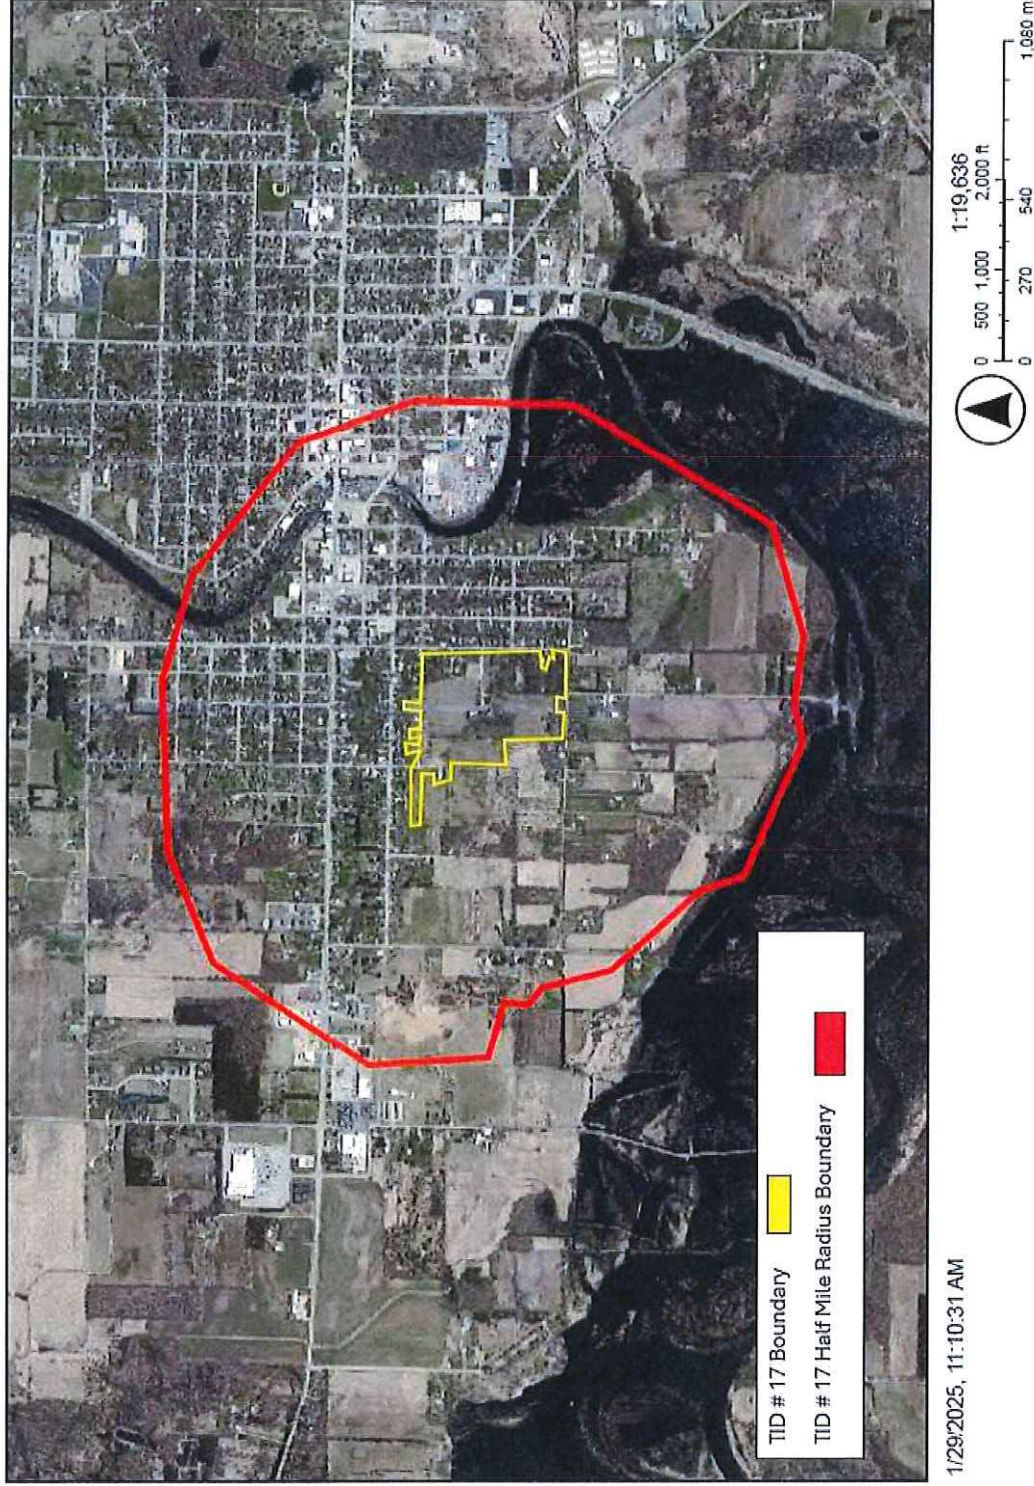 TID # 17 Boundary
TID # 17 Half Mile Radius Boundary
1/29/2025, 11:10:31 AM
1:19,636
0 500 1,000 2,000 ft
0 270 540 1,080 m